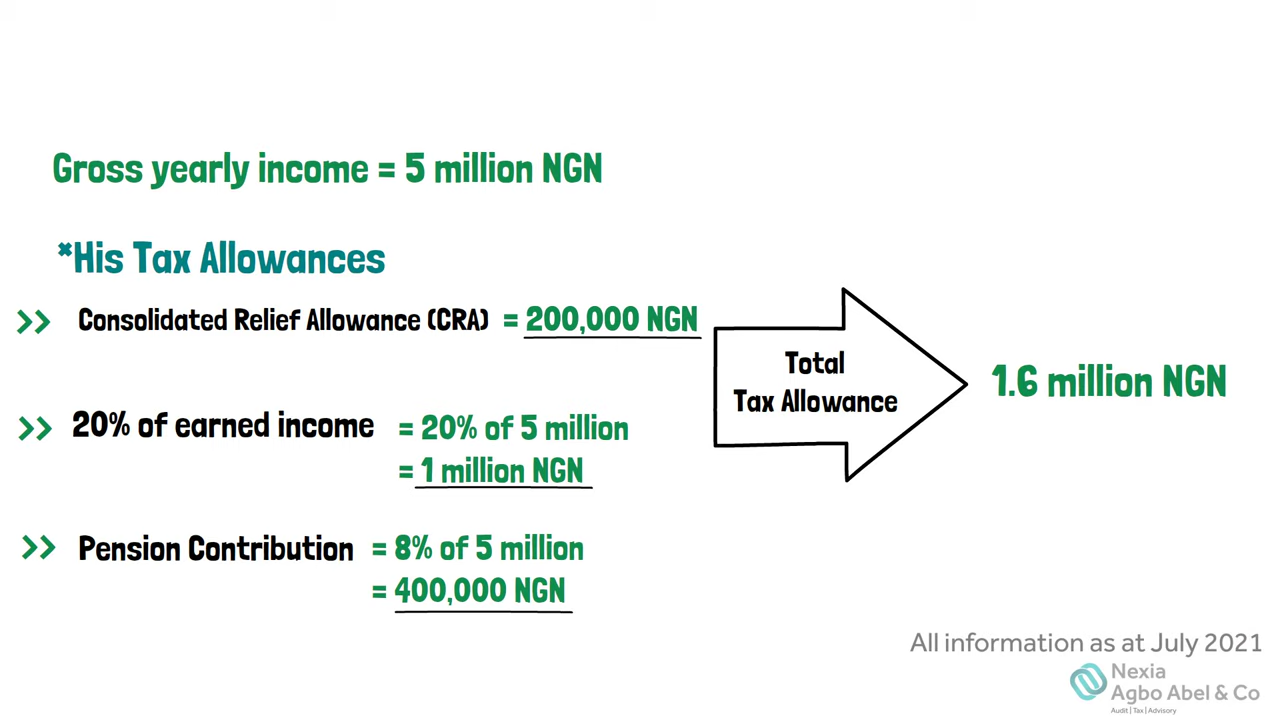 Gross yearly income = 5 million NGN
*His Tax Allowances
>> Consolidated Relief Allowance (CRA) = 200,000 NGN
>> 20% of earned income = 20% of 5 million
= 1 million NGN
>> Pension Contribution = 8% of 5 million
= 400,000 NGN
Total
Tax Allowance
1.6 million NGN
All information as at July 2021
Nexia
Agbo Abel & Co
Audit | Tax | Advisory